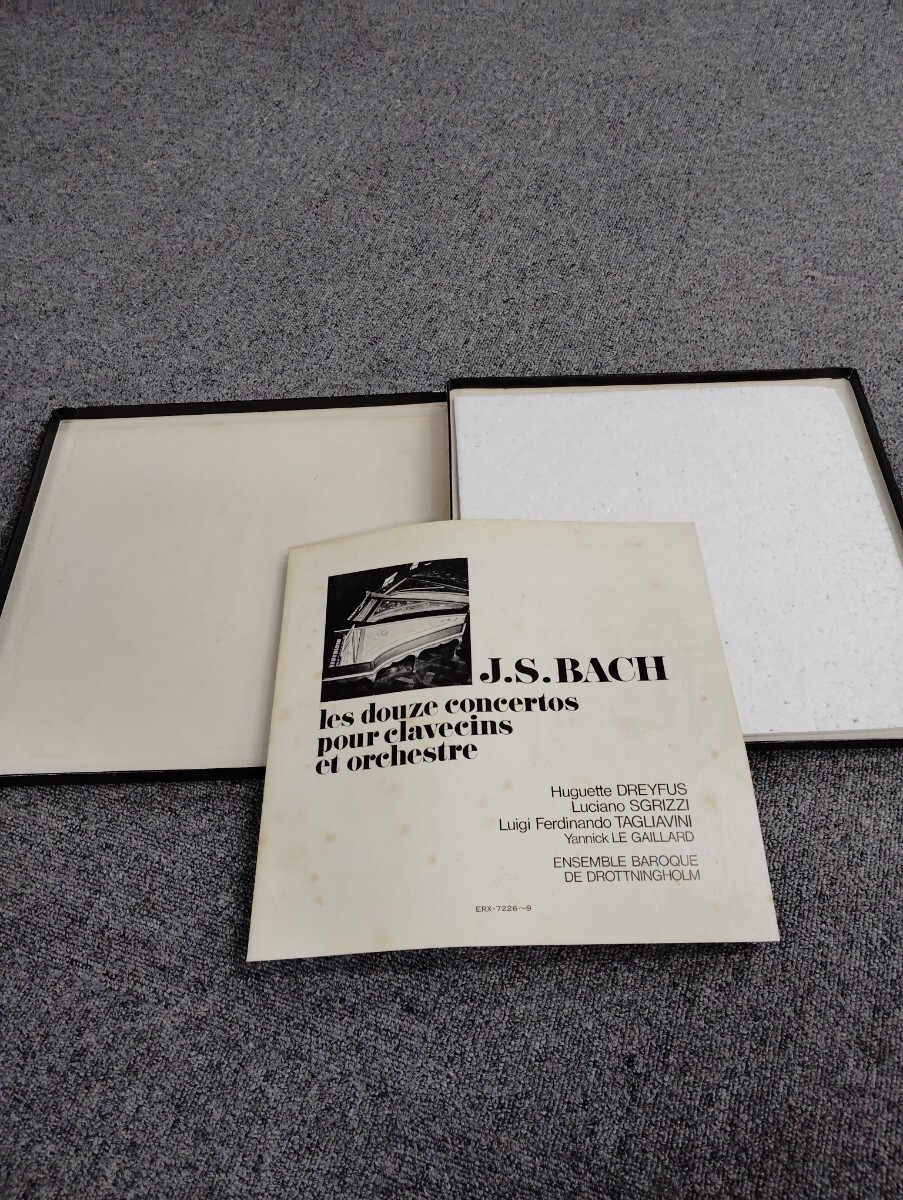 J.S.BACH
les douze concertos
pour clavecins
et orchestre
Huguette DREYFUS
Luciano SGRIZZI
Luigi Ferdinando TAGLIAVINI
Yannick LE GAILLARD
ENSEMBLE BAROQUE
DE DROTTNINGHOLM
ERX-7226~9